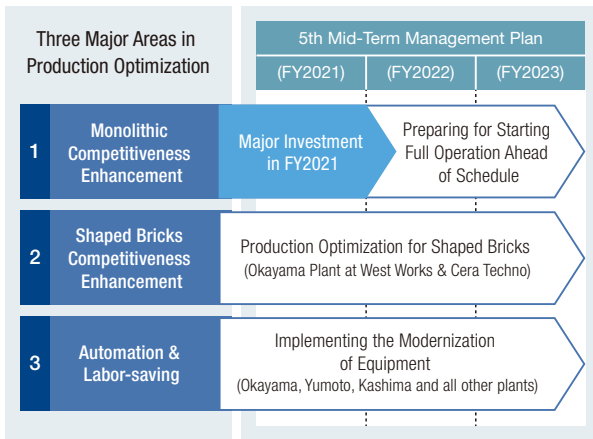 Three Major Areas in
Production Optimization
5th Mid-Term Management Plan
(FY2021)
(FY2022)
(FY2023)
1
Monolithic
Competitiveness
Enhancement
Major Investment
in FY2021
Preparing for Starting
Full Operation Ahead
of Schedule
2
Shaped Bricks
Competitiveness
Enhancement
Production Optimization for Shaped Bricks
(Okayama Plant at West Works & Cera Techno)
3
Automation &
Labor-saving
Implementing the Modernization
of Equipment
(Okayama, Yumoto, Kashima and all other plants)